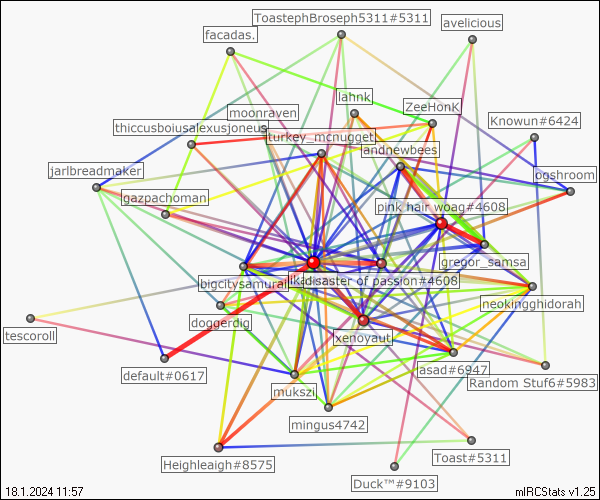 ToastephBroseph5311#5311
avelicious
facadas.
lahnk
ZeeHonK
moonraven
Knowun#6424
thiccusboiusalexusjoneus
turkey_mcnugget
andnewbees
jarlbreadmaker
ogshroom
gazpachoman
pink hair woag#4608
gregor_samsa
bigcitysamurai
disaster of passion#4608
neokingghidorah
doggerdig
tescoroll
xenoyaut
asad#6947
default#0617
Random Stuf6#5983
mukszi
mingus4742
Heighleigh#8575
Toast#5311
Duck™#9103
18.1.2024 11:57
mIRCStats v1.25